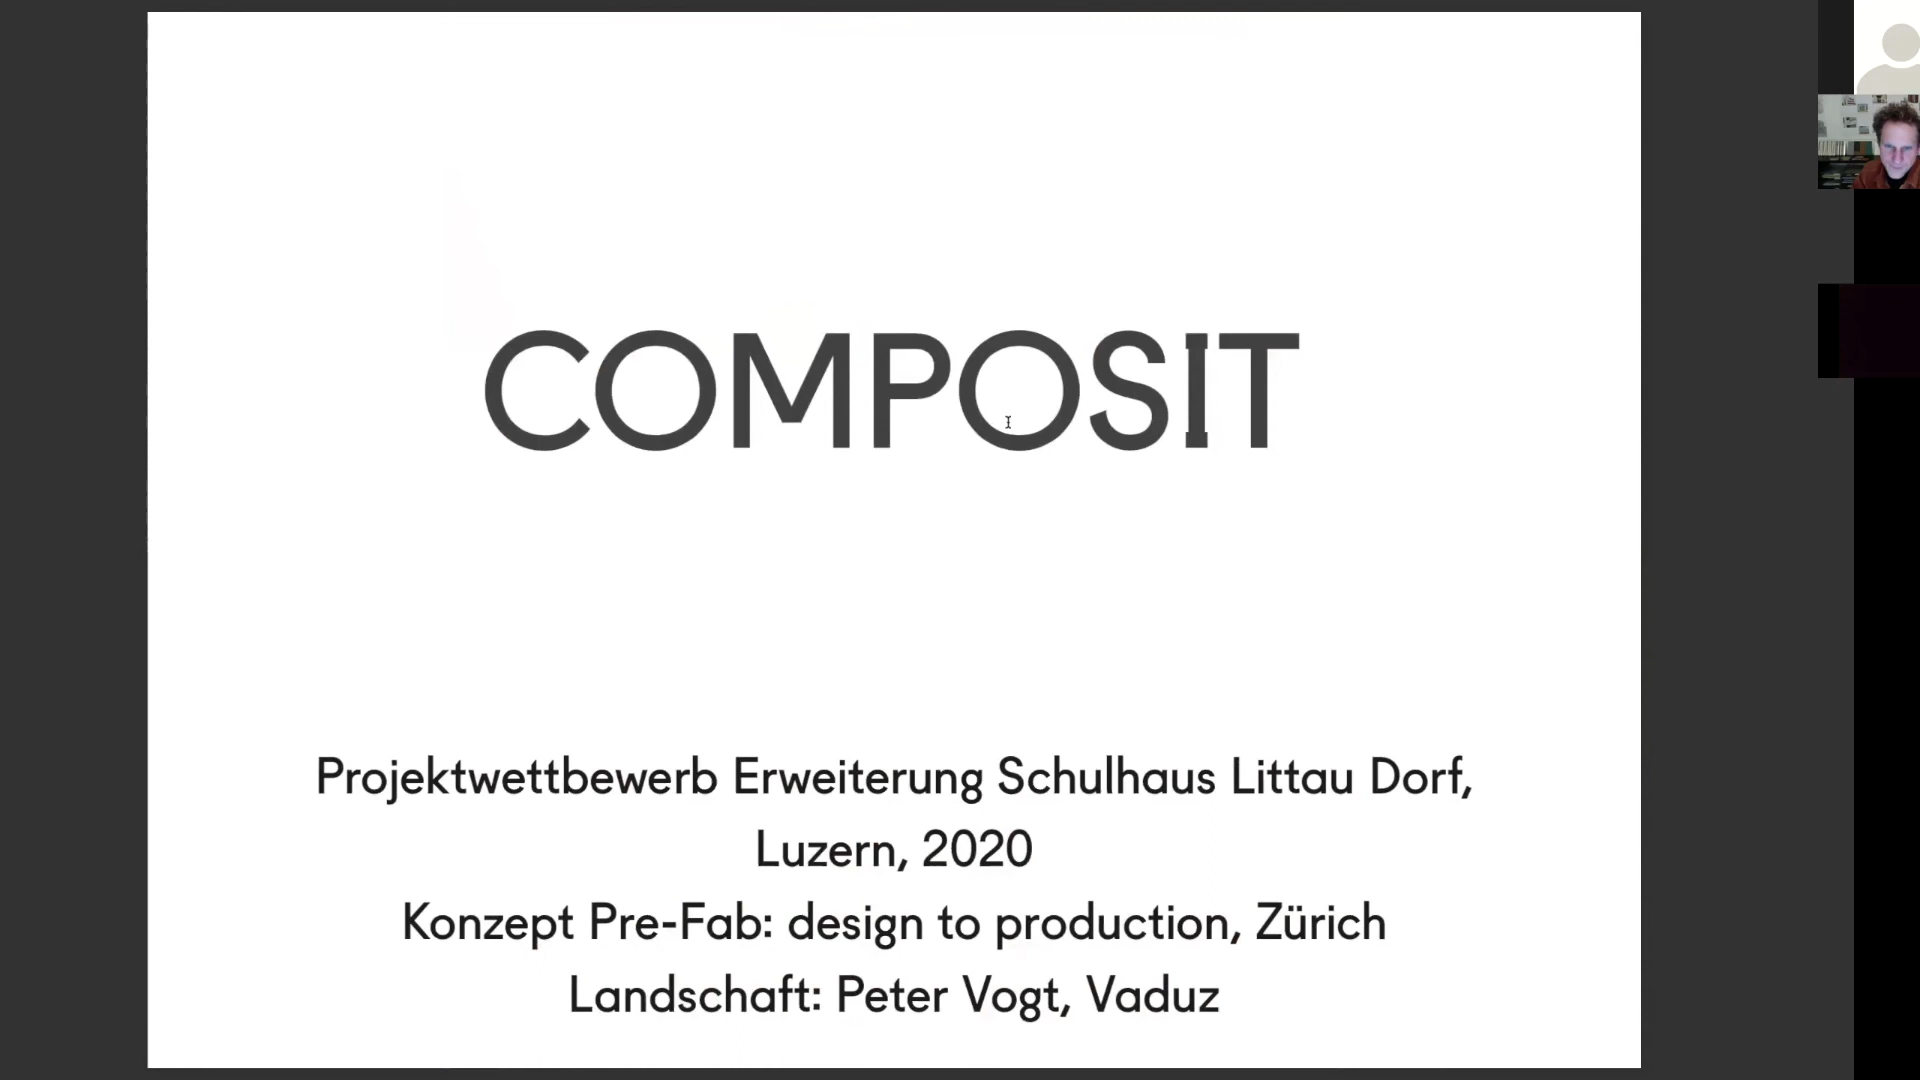 COMPOSIT
Projektwettbewerb Erweiterung Schulhaus Littau Dorf,
Luzern, 2020
Konzept Pre-Fab: design to production, Zürich
Landschaft: Peter Vogt, Vaduz